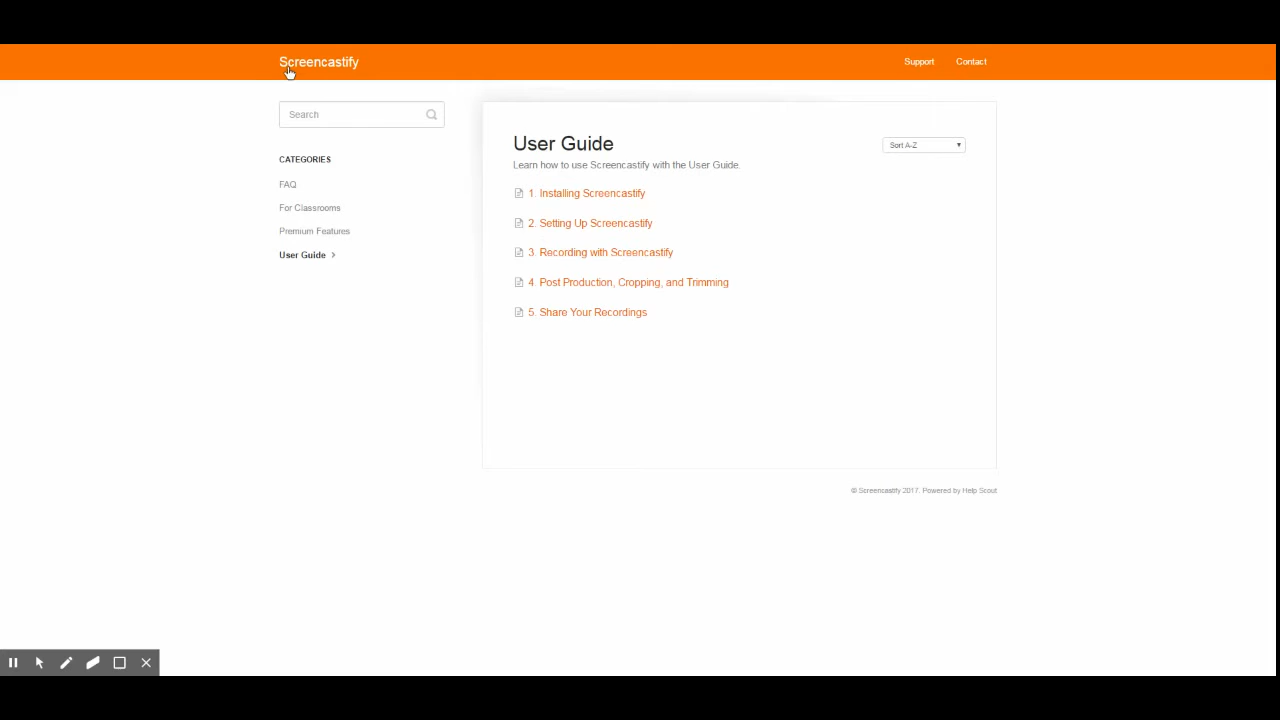 Screencastify
Support
Contact
Search
CATEGORIES
FAQ
For Classrooms
Premium Features
User Guide
User Guide
Sort A-Z
Learn how to use Screencastify with the User Guide.
1. Installing Screencastify
2. Setting Up Screencastify
3. Recording with Screencastify
4. Post Production, Cropping, and Trimming
5. Share Your Recordings
© Screencastify 2017. Powered by Help Scout